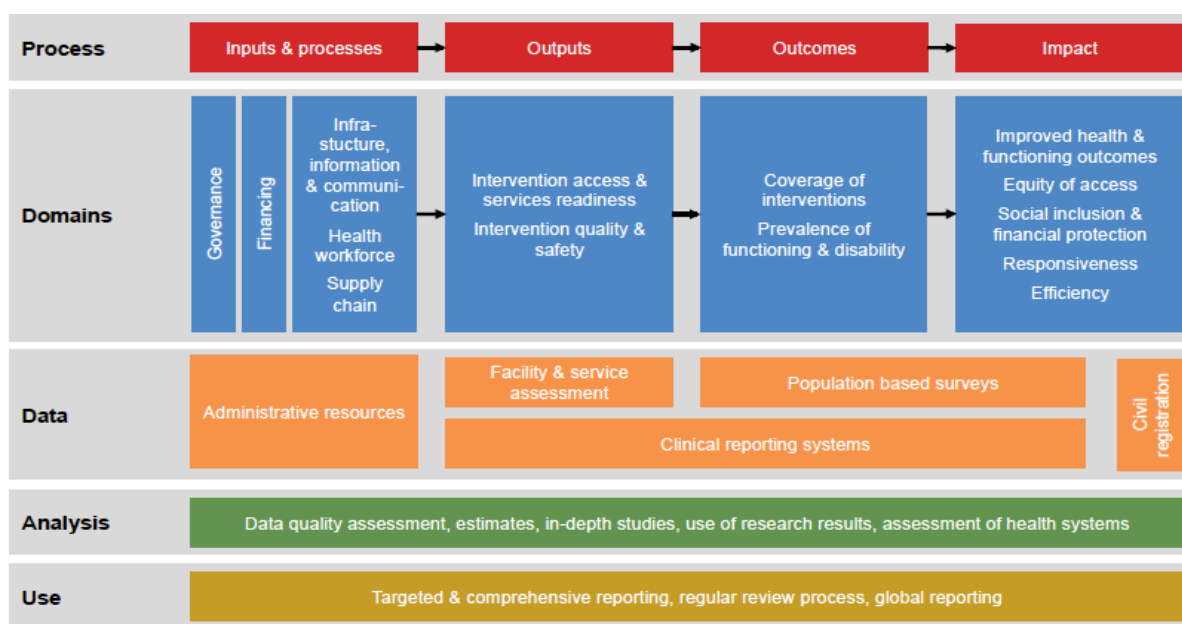 Process
Inputs & processes
Outputs
Outcomes
Impact
Domains
Governance
Financing
Infra-
stucture,
information
& communi-
cation
Health
workforce
Supply
chain
Intervention access &
services readiness
Intervention quality &
safety
Coverage of
interventions
Prevalence of
functioning & disability
Improved health &
functioning outcomes
Equity of access
Social inclusion &
financial protection
Responsiveness
Efficiency
Data
Administrative resources
Facility & service
assessment
Population based surveys
Clinical reporting systems
Civil
registration
Analysis
Data quality assessment, estimates, in-depth studies, use of research results, assessment of health systems
Use
Targeted & comprehensive reporting, regular review process, global reporting